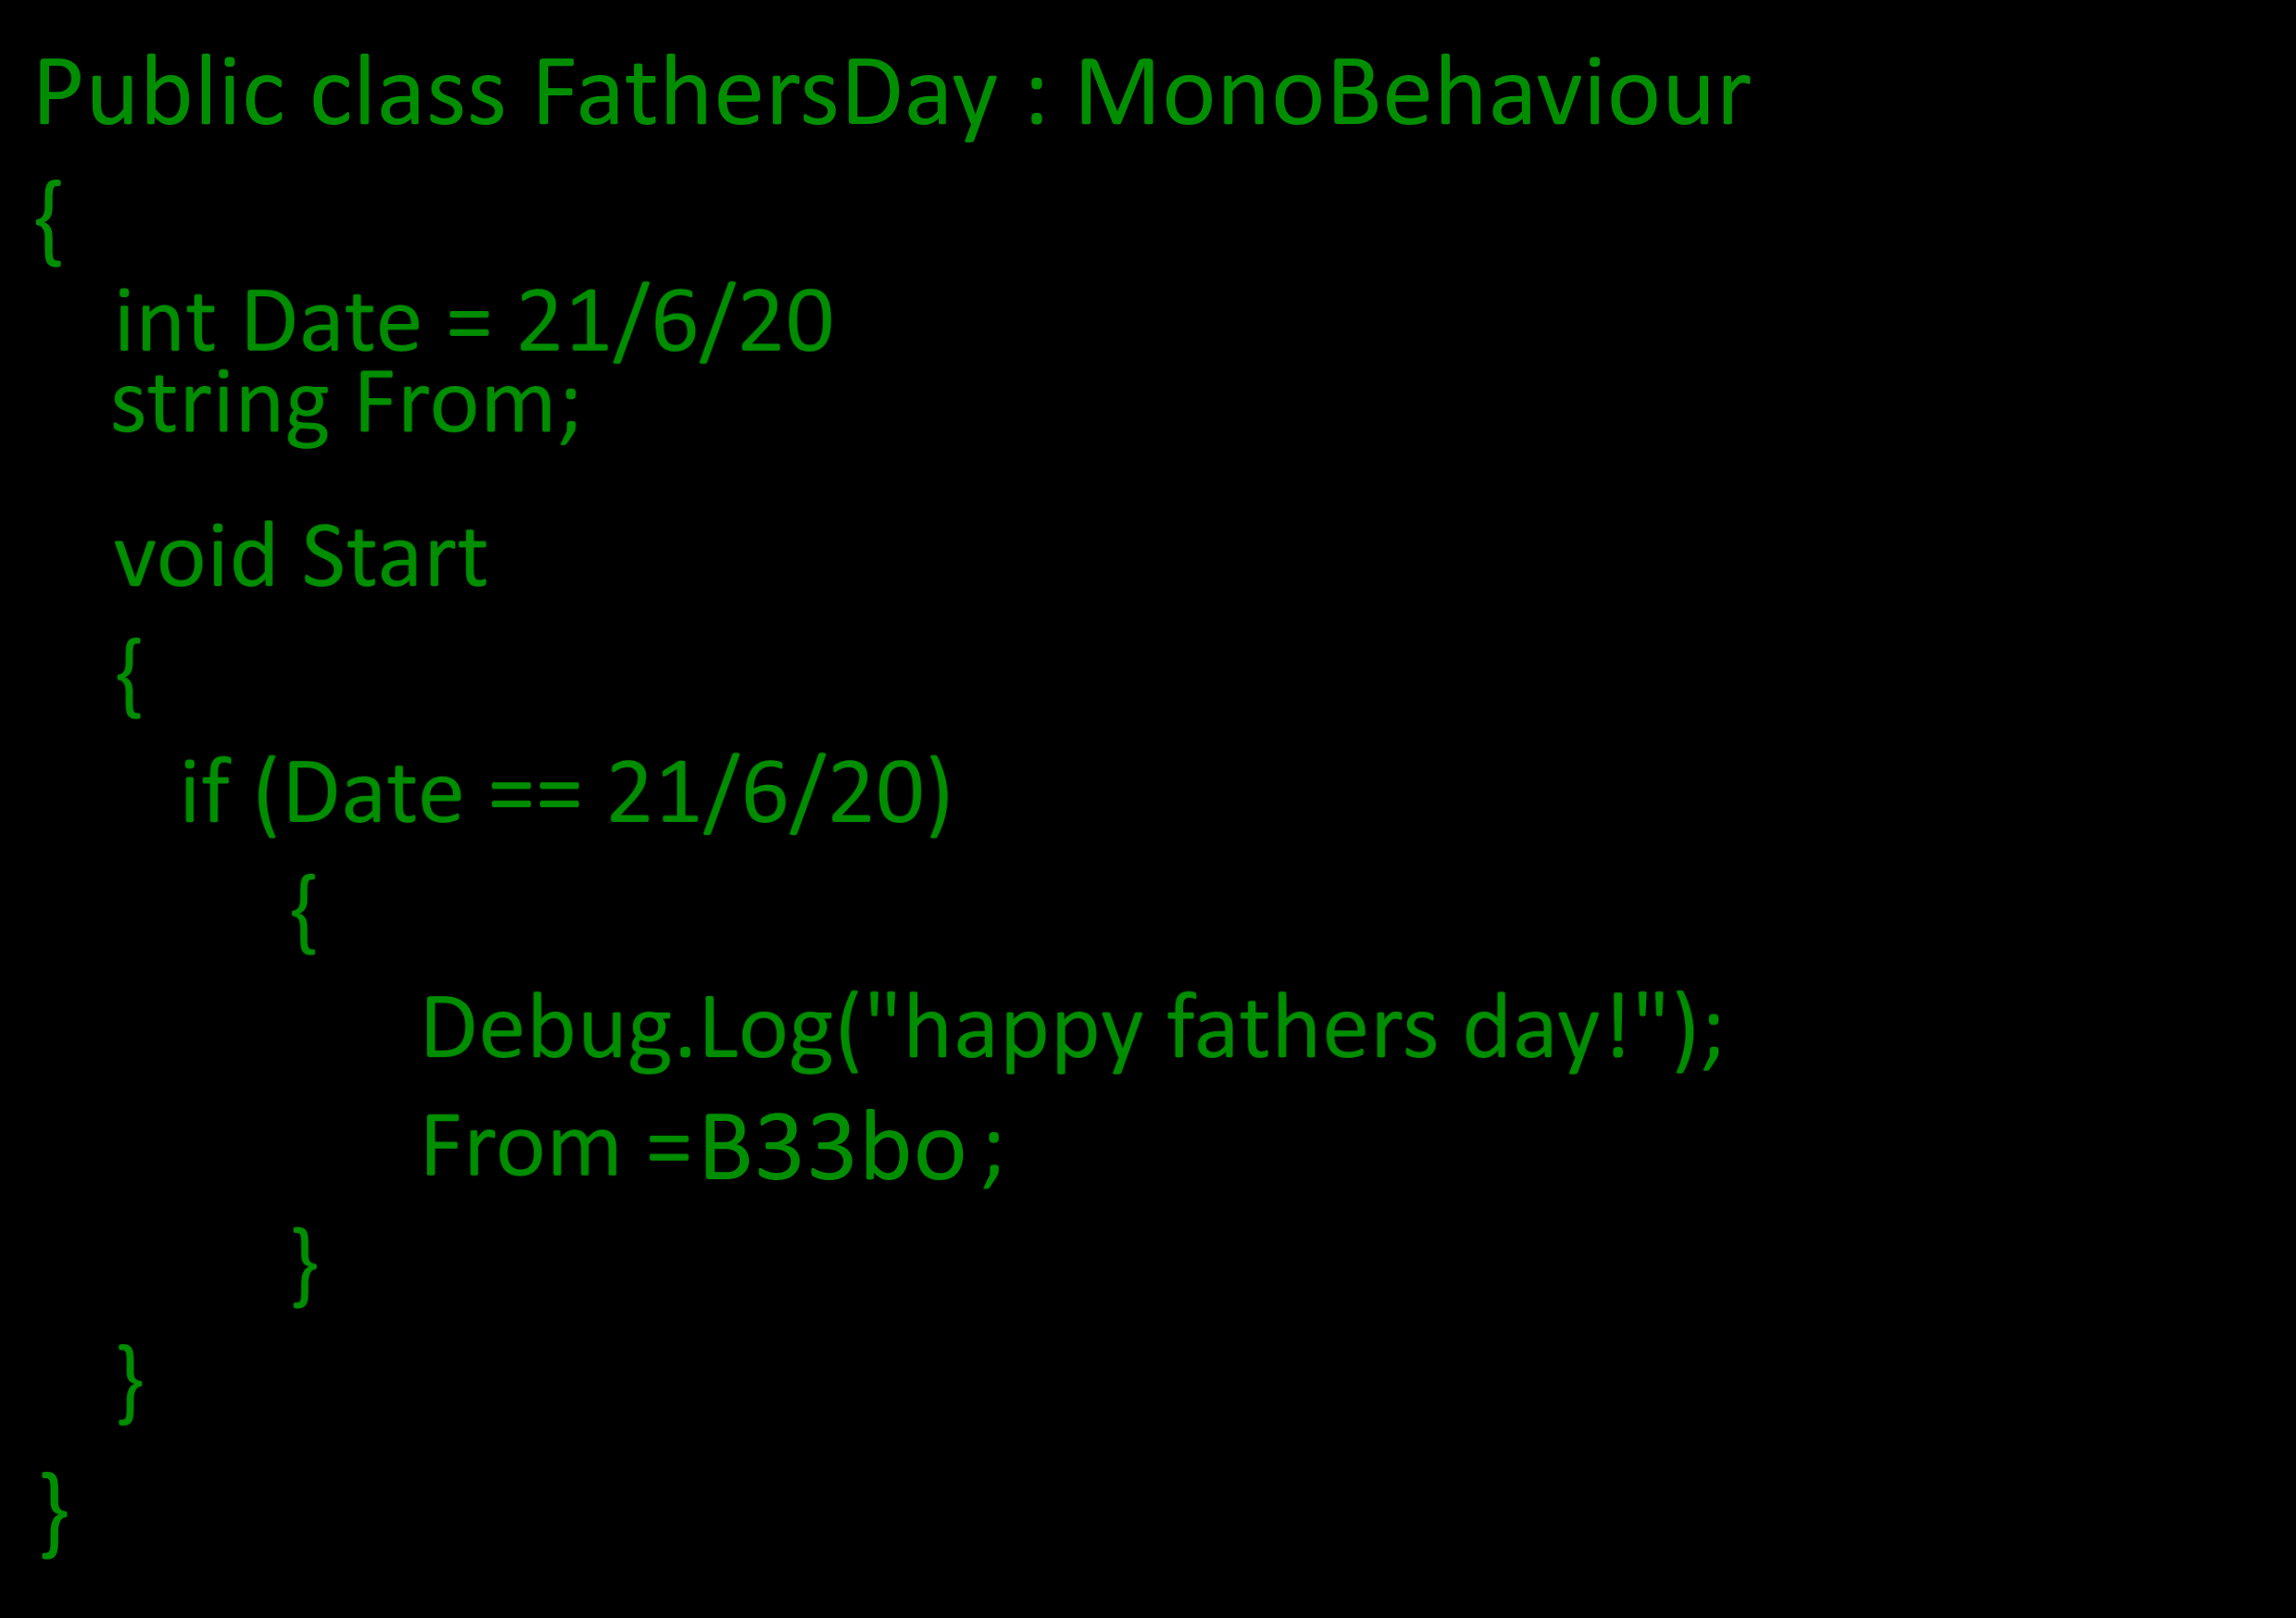 Public class FathersDay : MonoBehaviour
{
int Date = 21/6/20
string From;
void Start
{
if (Date == 21/6/20)
{
Debug.Log("happy fathers day!");
From =B33bo ;
}
}
}